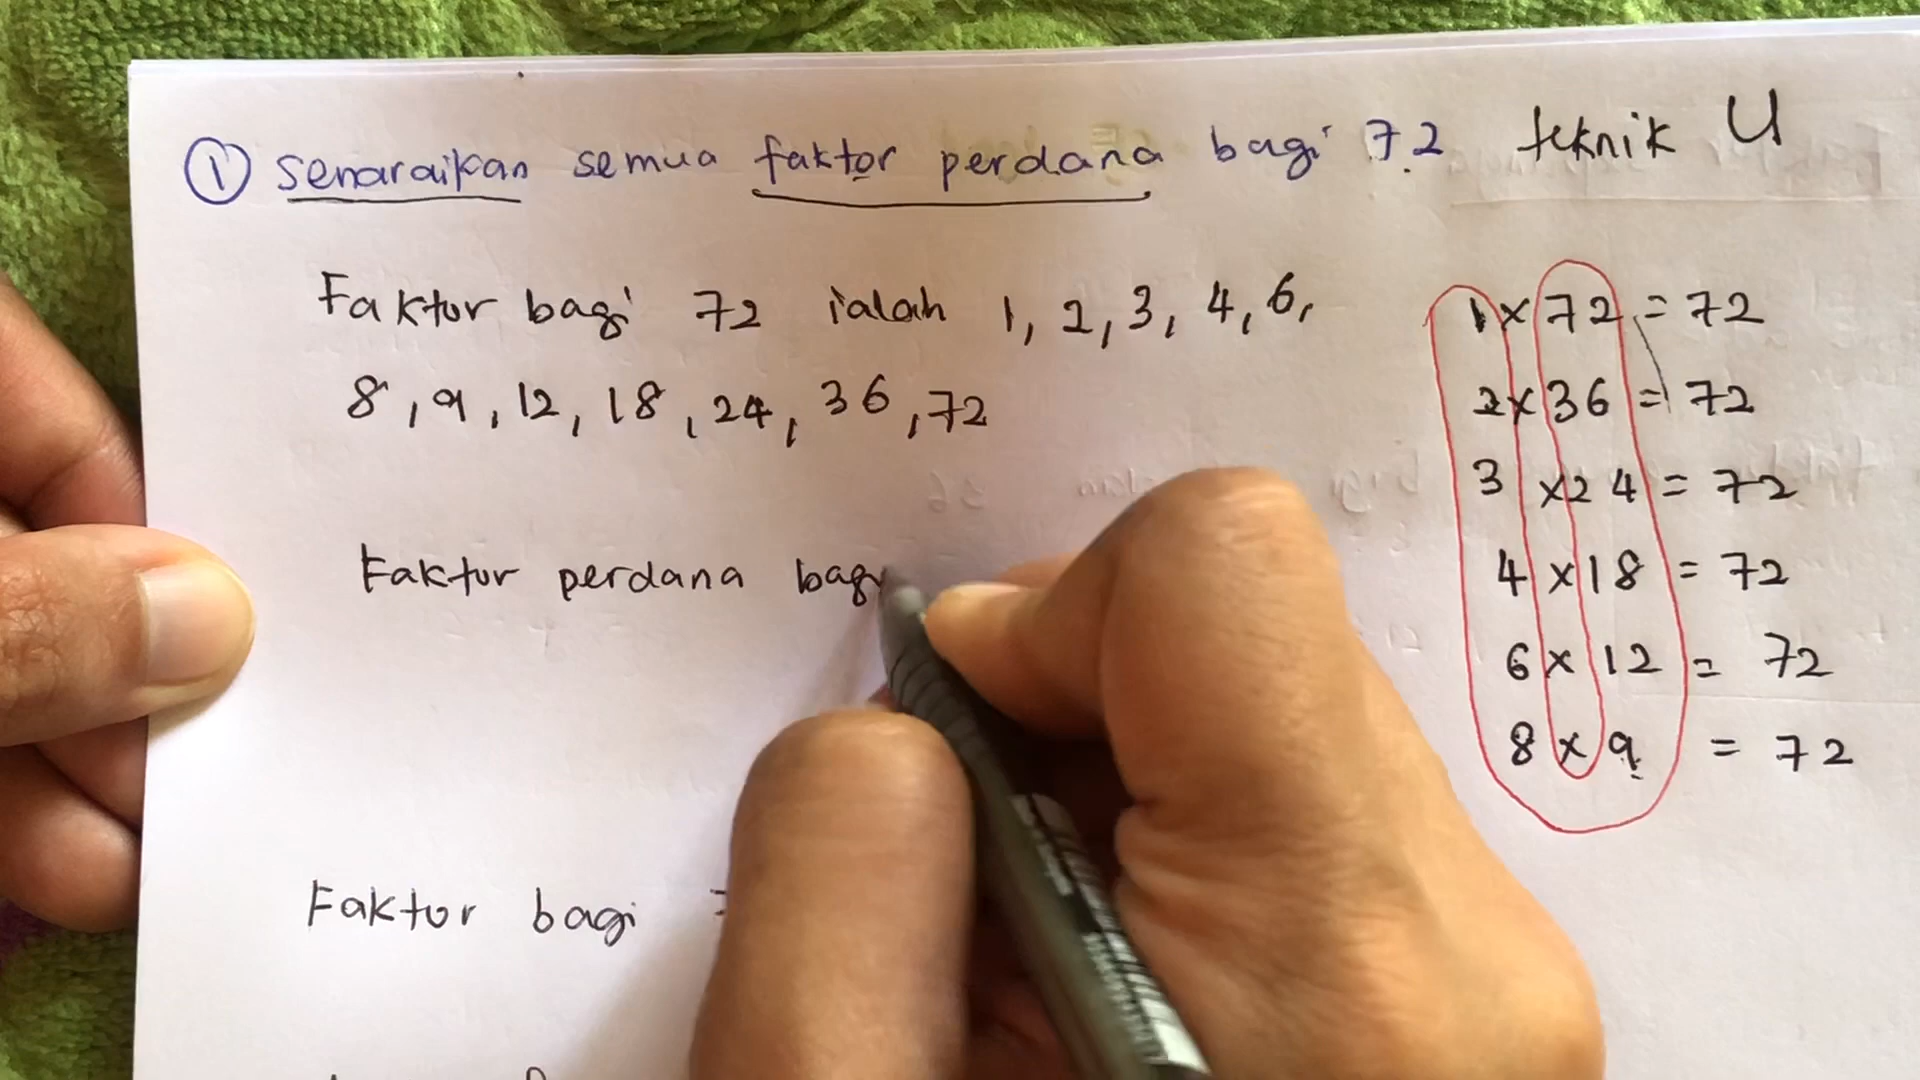 ① Senaraikan semua faktor perdana bagi 72 teknik U
Faktor bagi 72 ialah 1, 2, 3, 4, 6,
8, 9, 12, 18, 24, 36, 72
Faktor perdana bagi
Faktor bagi
1 x 72 = 72
2 x 36 = 72
3 x 24 = 72
4 x 18 = 72
6 x 12 = 72
8 x 9 = 72